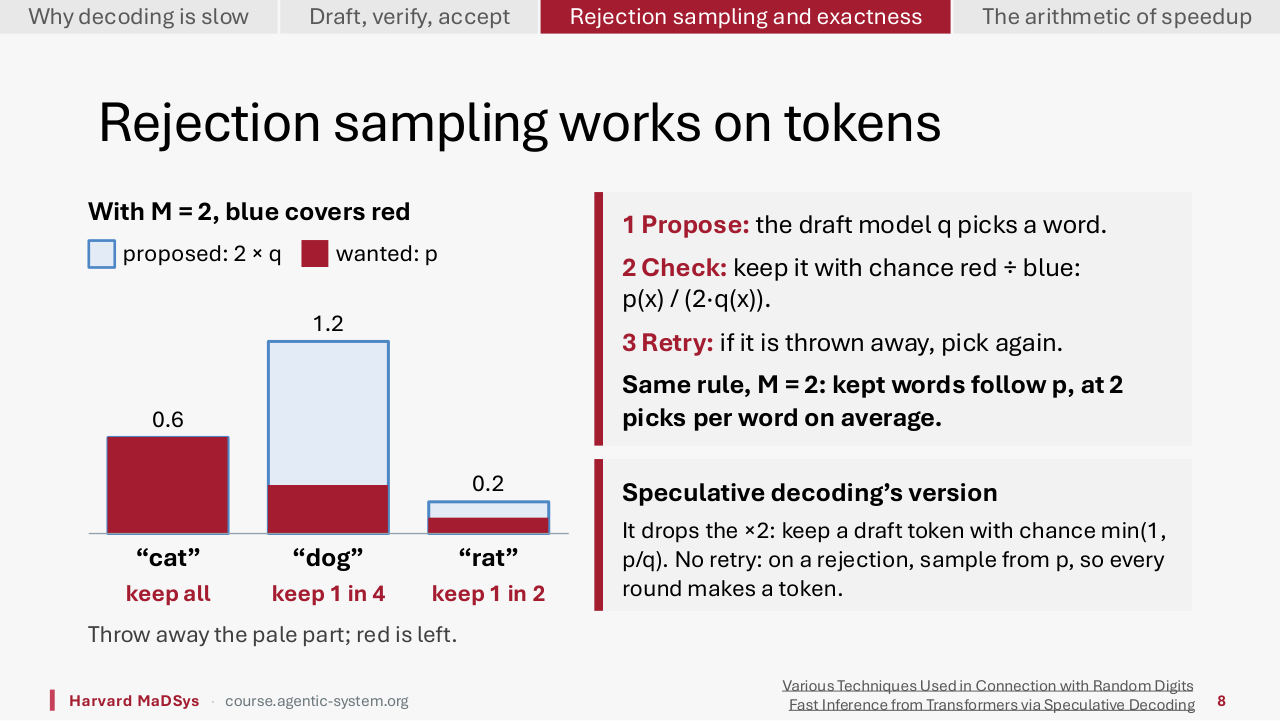 Why decoding is slow
Draft, verify, accept
Rejection sampling and exactness
The arithmetic of speedup
Rejection sampling works on tokens
With M = 2, blue covers red
proposed: 2 × q
wanted: p
0.6
1.2
0.2
“cat”
“dog”
“rat”
keep all
keep 1 in 4
keep 1 in 2
Throw away the pale part; red is left.
1 Propose: the draft model q picks a word.
2 Check: keep it with chance red ÷ blue:
p(x) / (2·q(x)).
3 Retry: if it is thrown away, pick again.
Same rule, M = 2: kept words follow p, at 2
picks per word on average.
Speculative decoding’s version
It drops the ×2: keep a draft token with chance min(1,
p/q). No retry: on a rejection, sample from p, so every
round makes a token.
Harvard MaDSys · course.agentic-system.org
Various Techniques Used in Connection with Random Digits
Fast Inference from Transformers via Speculative Decoding
8